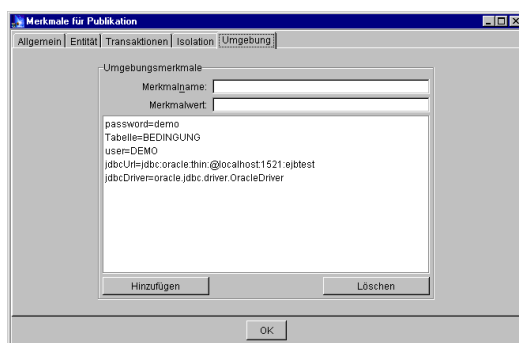 Merkmale für Publikation
Allgemein Entität Transaktionen Isolation Umgebung
Umgebungsmerkmale
Merkmalname:
Merkmalwert:
password=demo
Tabelle=BEDINGUNG
user=DEMO
jdbcUrl=jdbc:oracle:thin:@localhost:1521:ejbtest
jdbcDriver=oracle.jdbc.driver.OracleDriver
Hinzufügen Löschen
OK